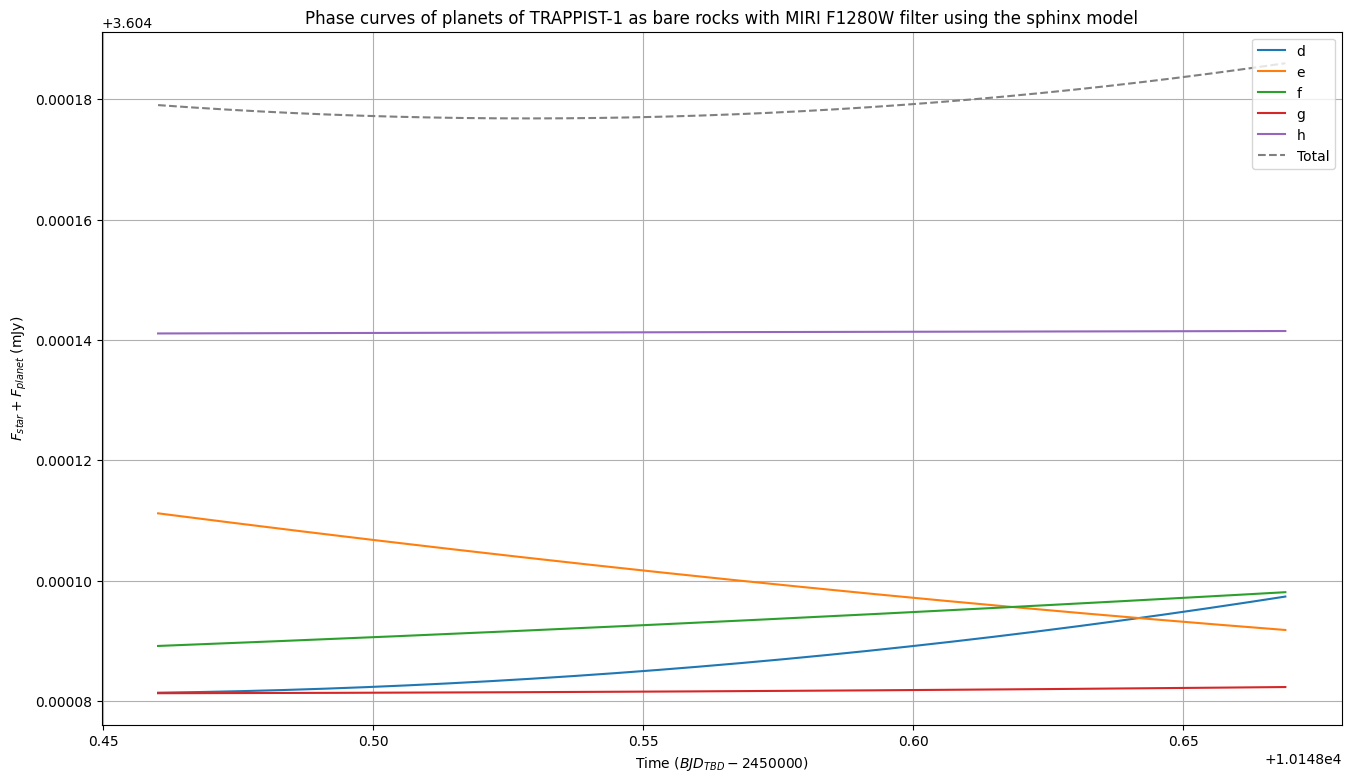 Phase curves of planets of TRAPPIST-1 as bare rocks with MIRI F1280W filter using the sphinx model
+3.604
0.00018
0.00016
0.00014
0.00012
0.00010
0.00008
F_star + F_planet (mJy)
d
e
f
g
h
Total
0.45
0.50
0.55
0.60
0.65
+1.0148e4
Time (BJD_TBD − 2450000)